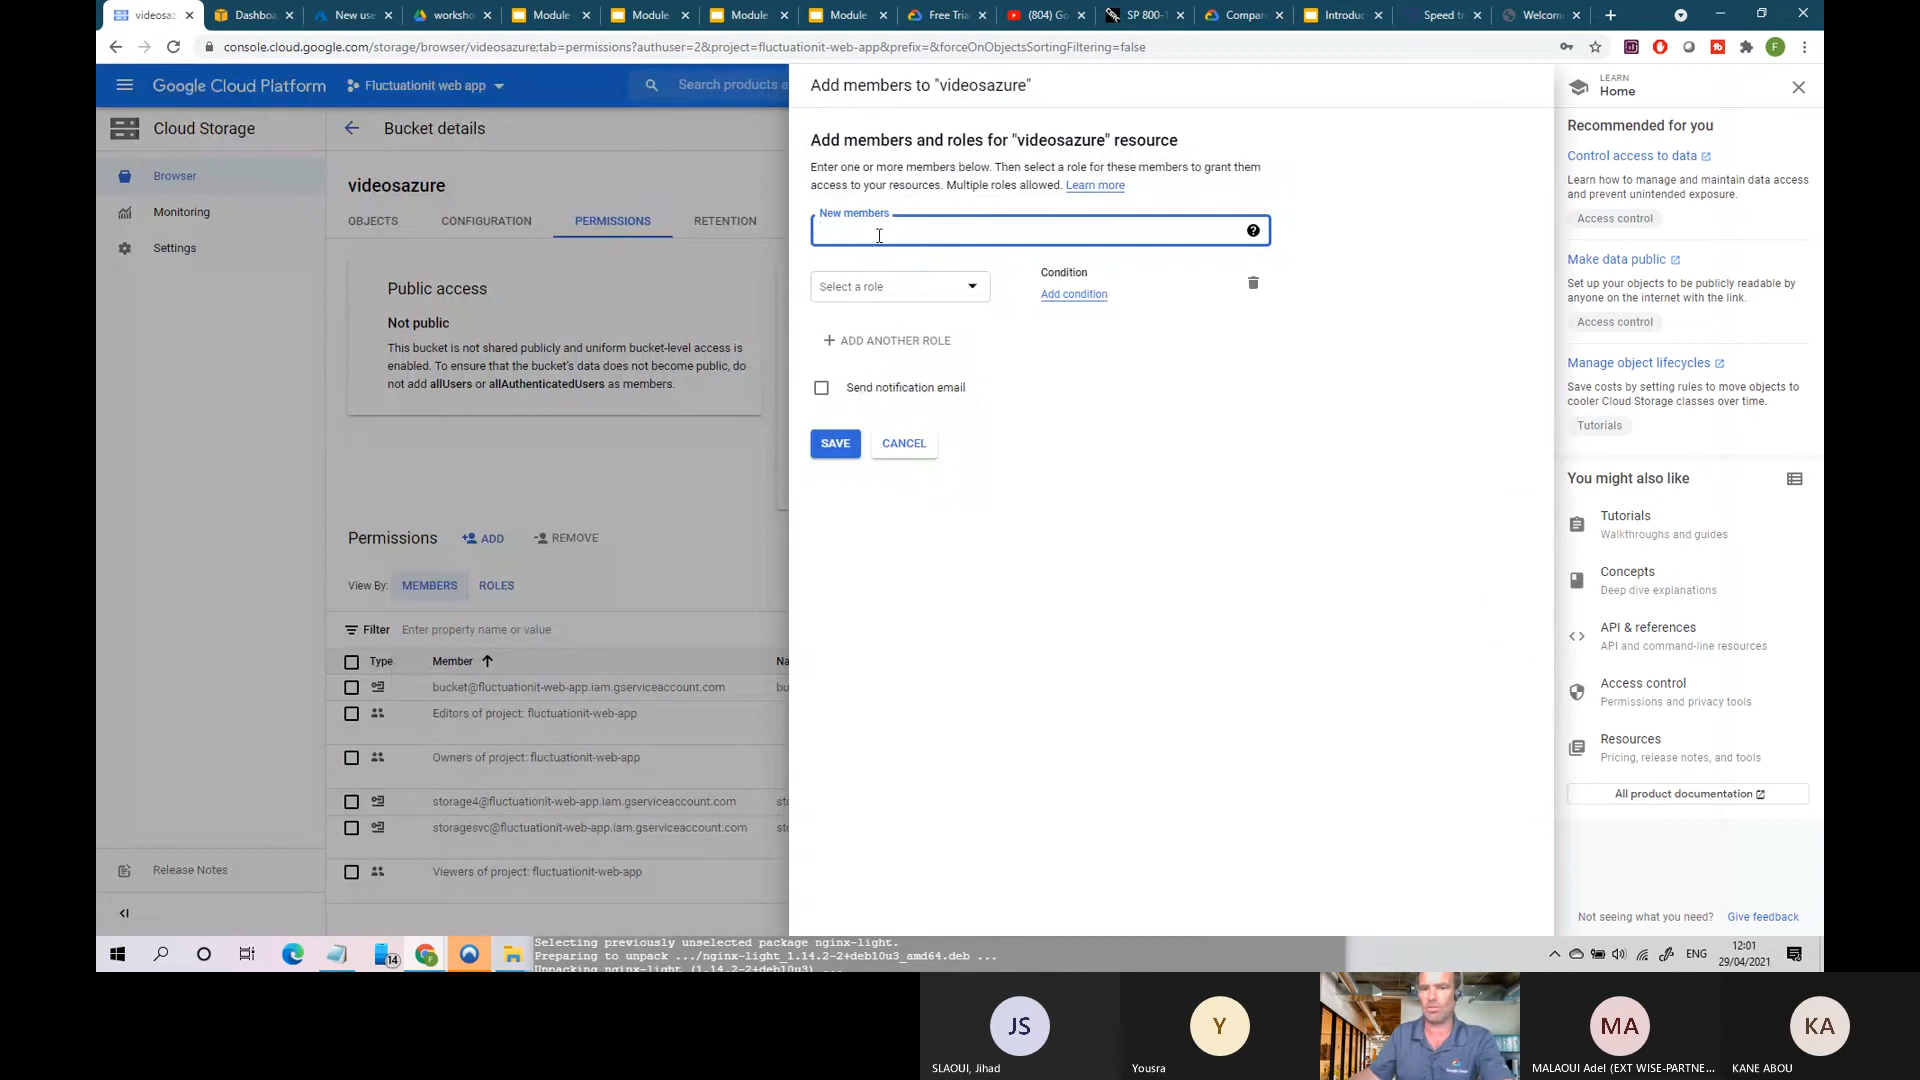 videosaz
Dashbo
New use
worksho
Module
Module
Module
Module
Free Tria
(804) Go
SP 800-1
Compar
Introduc
Speed t
Welcom
console.cloud.google.com/storage/browser/videosazure;tab=permissions?authuser=2&project=fluctuationit-web-app&prefix=&forceOnObjectsSortingFiltering=false
F
Google Cloud Platform
Fluctuationit web app
Search products a
Cloud Storage
Browser
Monitoring
Settings
Release Notes
Bucket details
videosazure
OBJECTS
CONFIGURATION
PERMISSIONS
RETENTION
Public access
Not public
This bucket is not shared publicly and uniform bucket-level access is
enabled. To ensure that the bucket's data does not become public, do
not add allUsers or allAuthenticatedUsers as members.
Permissions
ADD
REMOVE
View By:
MEMBERS
ROLES
Filter
Enter property name or value
Type
Member
Na
bucket@fluctuationit-web-app.iam.gserviceaccount.com
bu
Editors of project: fluctuationit-web-app
Owners of project: fluctuationit-web-app
storage4@fluctuationit-web-app.iam.gserviceaccount.com
sto
storagesvc@fluctuationit-web-app.iam.gserviceaccount.com
sto
Viewers of project: fluctuationit-web-app
Add members to "videosazure"
Add members and roles for "videosazure" resource
Enter one or more members below. Then select a role for these members to grant them
access to your resources. Multiple roles allowed. Learn more
New members
Select a role
Condition
Add condition
ADD ANOTHER ROLE
Send notification email
SAVE
CANCEL
LEARN
Home
Recommended for you
Control access to data
Learn how to manage and maintain data access
and prevent unintended exposure.
Access control
Make data public
Set up your objects to be publicly readable by
anyone on the internet with the link.
Access control
Manage object lifecycles
Save costs by setting rules to move objects to
cooler Cloud Storage classes over time.
Tutorials
You might also like
Tutorials
Walkthroughs and guides
Concepts
Deep dive explanations
API & references
API and command-line resources
Access control
Permissions and privacy tools
Resources
Pricing, release notes, and tools
All product documentation
Not seeing what you need? Give feedback
14
Selecting previously unselected package nginx-light.
Preparing to unpack .../nginx-light_1.14.2-2+deb10u3_amd64.deb ...
Unpacking nginx-light (1.14.2-2+deb10u3) ...
ENG
12:01
29/04/2021
JS
SLAOUI, Jihad
Y
Yousra
Google Cloud
MA
MALAOUI Adel (EXT WISE-PARTNE...
KA
KANE ABOU